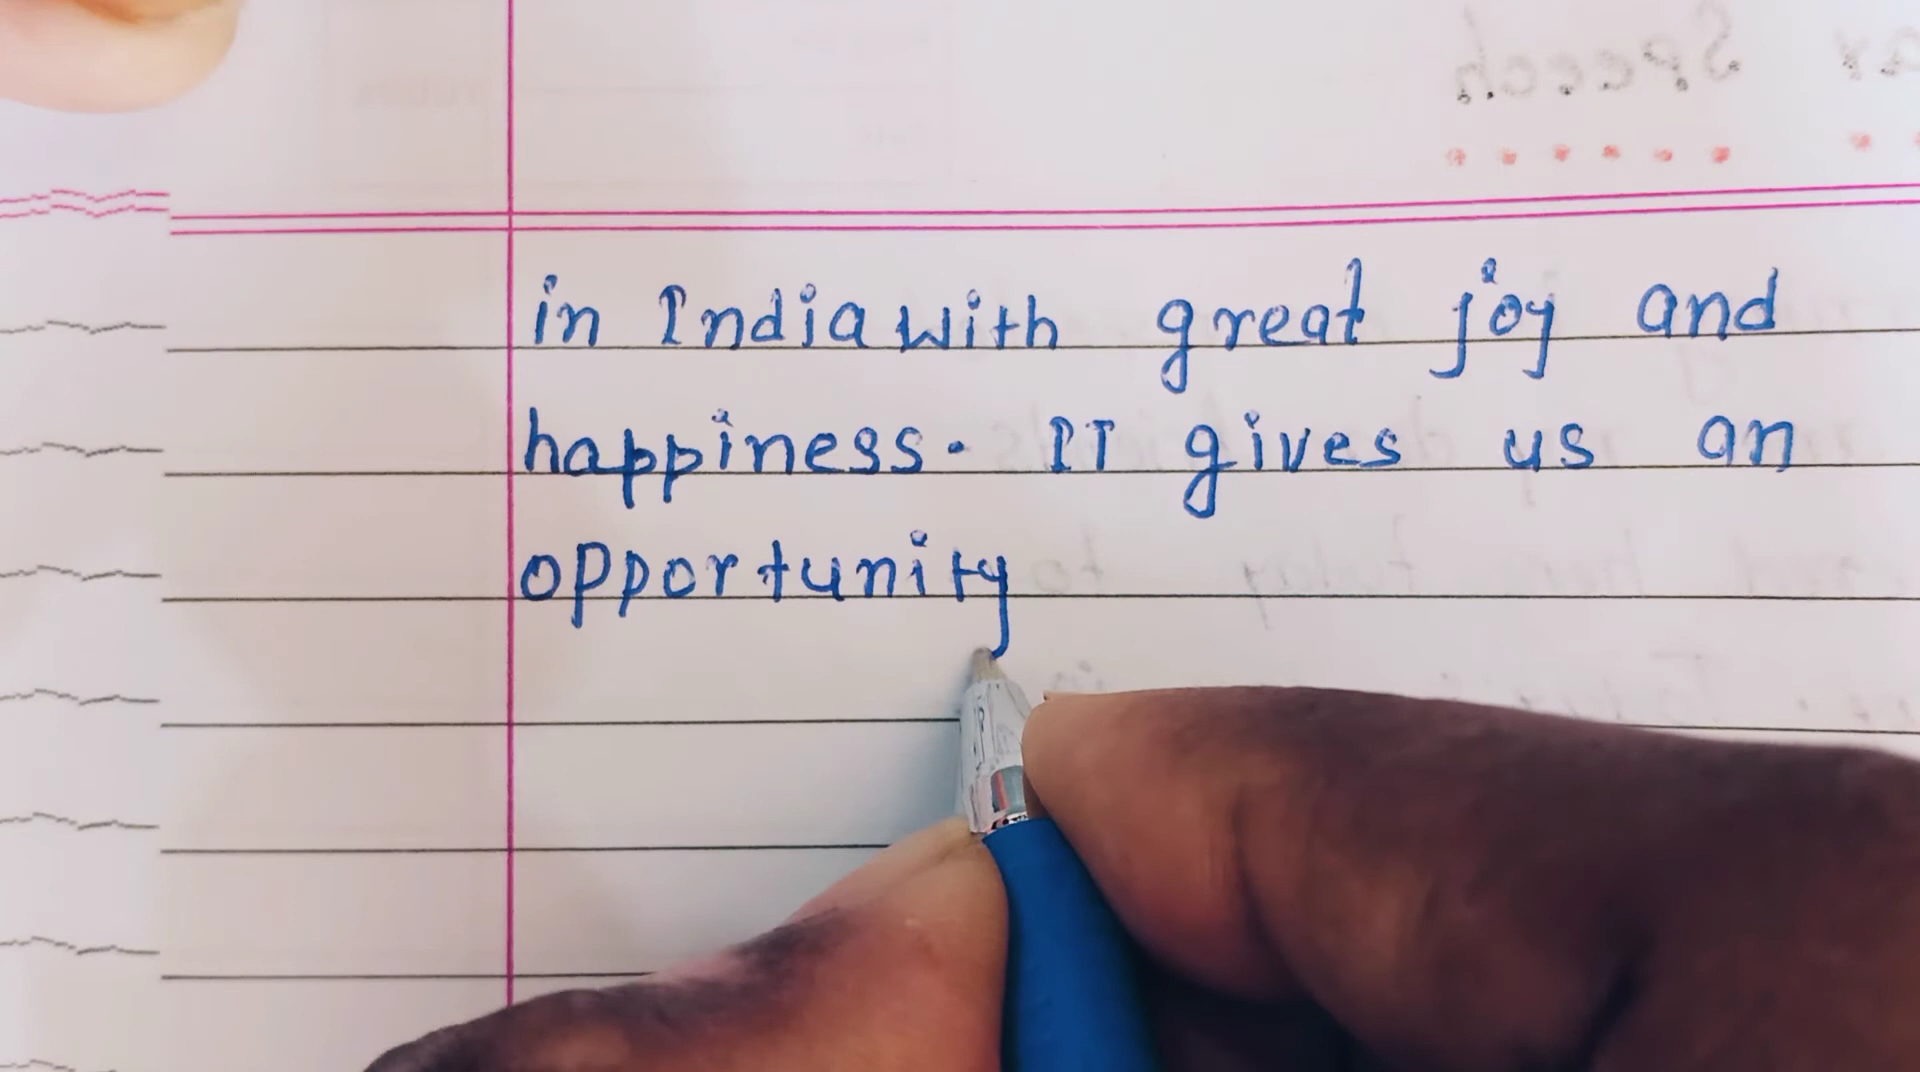 in India with great joy and
happiness. IT gives us an
opportunity